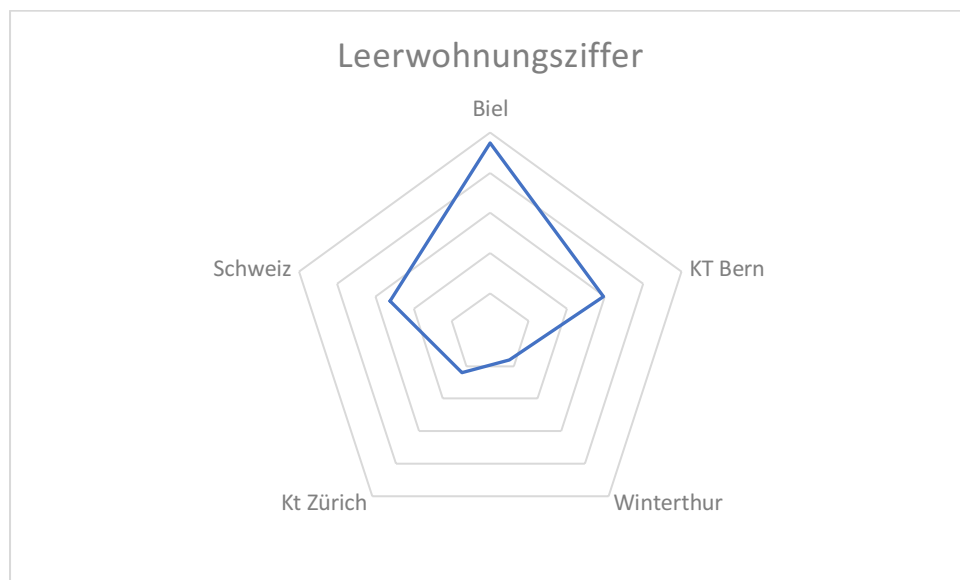 Leerwohnungsziffer
Biel
Schweiz
KT Bern
Kt Zürich
Winterthur